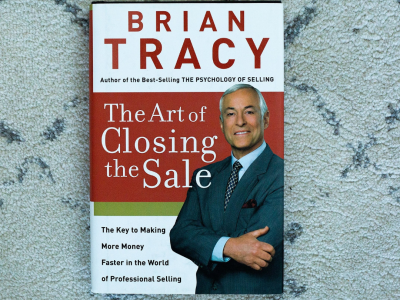 BRIAN
TRACY
Author of the Best-Selling THE PSYCHOLOGY OF SELLING
The Art of
Closing
the Sale
The Key to Making
More Money
Faster in the World
of Professional Selling